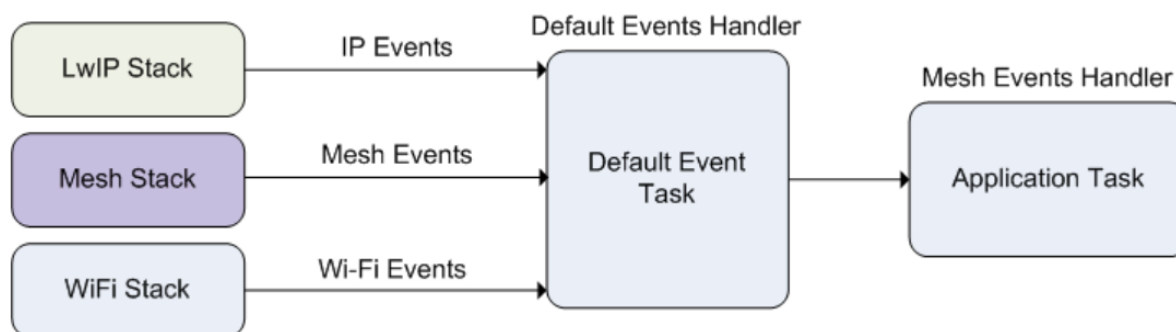 Default Events Handler
LwIP Stack
IP Events
Mesh Events Handler
Mesh Stack
Mesh Events
Default Event
Task
Application Task
WiFi Stack
Wi-Fi Events